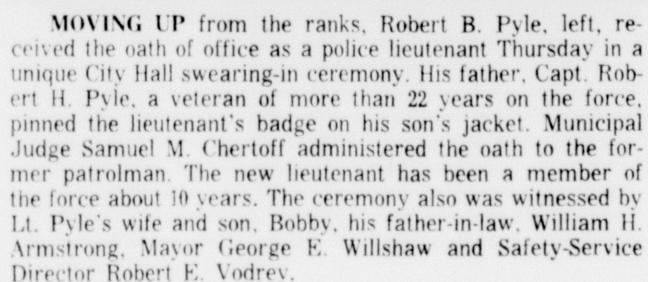 MOVING UP from the ranks, Robert B. Pyle, left, re-
ceived the oath of office as a police lieutenant Thursday in a
unique City Hall swearing-in ceremony. His father, Capt. Rob-
ert H. Pyle, a veteran of more than 22 years on the force,
pinned the lieutenant's badge on his son's jacket. Municipal
Judge Samuel M. Chertoff administered the oath to the for-
mer patrolman. The new lieutenant has been a member of
the force about 10 years. The ceremony also was witnessed by
Lt. Pyle's wife and son, Bobby, his father-in-law, William H.
Armstrong, Mayor George E. Willshaw and Safety-Service
Director Robert E. Vodrey.